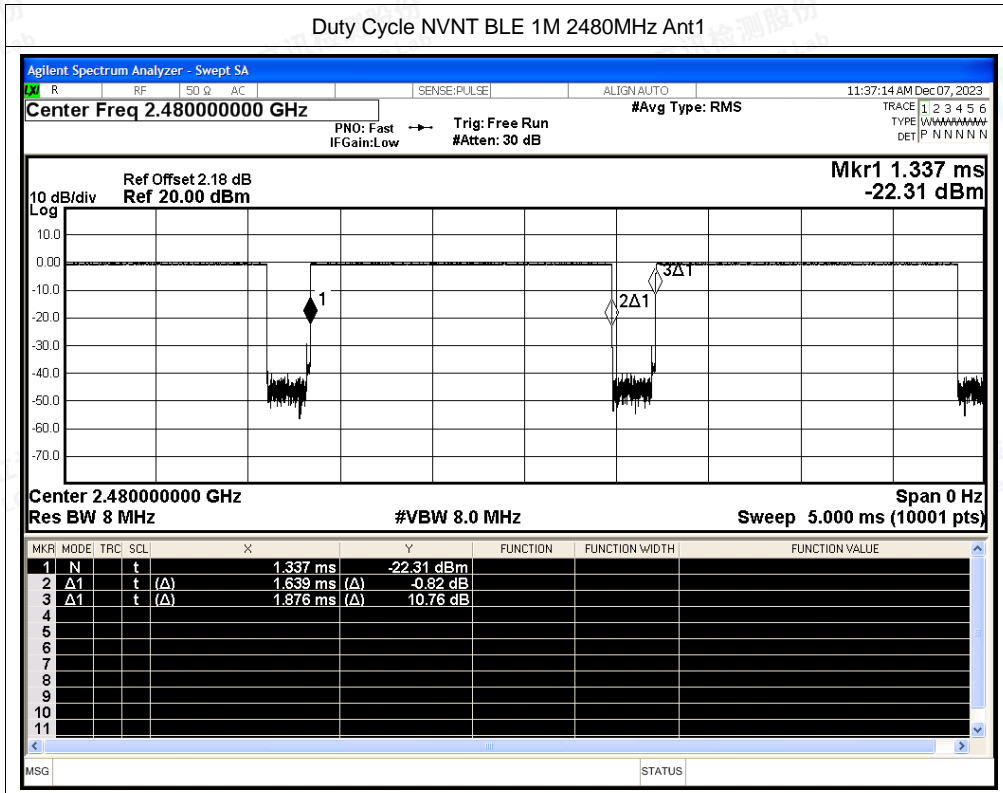 Duty Cycle NVNT BLE 1M 2480MHz Ant1
Agilent Spectrum Analyzer - Swept SA
LXI R RF 50 Ω AC SENSE:PULSE ALIGN AUTO 11:37:14 AM Dec 07, 2023
Center Freq 2.480000000 GHz #Avg Type: RMS TRACE 1 2 3 4 5 6
PNO: Fast Trig: Free Run TYPE WWWWWW
IFGain:Low #Atten: 30 dB DET P N N N N N
Mkr1 1.337 ms
Ref Offset 2.18 dB
10 dB/div Ref 20.00 dBm -22.31 dBm
Log
10.0
0.00
3Δ1
-10.0
1 2Δ1
-20.0
-30.0
-40.0
-50.0
-60.0
-70.0
Center 2.480000000 GHz Span 0 Hz
Res BW 8 MHz #VBW 8.0 MHz Sweep 5.000 ms (10001 pts)
MKR MODE TRC SCL X Y FUNCTION FUNCTION WIDTH FUNCTION VALUE
1 N t 1.337 ms -22.31 dBm
2 Δ1 t (Δ) 1.639 ms (Δ) -0.82 dB
3 Δ1 t (Δ) 1.876 ms (Δ) 10.76 dB
4
5
6
7
8
9
10
11
MSG STATUS